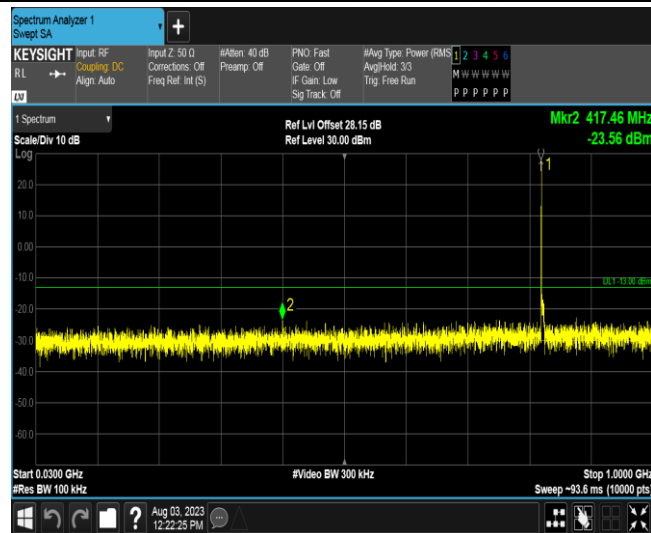 Spectrum Analyzer 1
Swept SA
+
KEYSIGHT
RL
LXI
Input: RF
Coupling: DC
Align: Auto
Input Z: 50 Ω
Corrections: Off
Freq Ref: Int (S)
#Atten: 40 dB
Preamp: Off
PNO: Fast
Gate: Off
IF Gain: Low
Sig Track: Off
#Avg Type: Power (RMS
Avg|Hold: 3/3
Trig: Free Run
1 2 3 4 5 6
M W W W W W
P P P P P P
1 Spectrum
Scale/Div 10 dB
Log
Ref Lvl Offset 28.15 dB
Ref Level 30.00 dBm
Mkr2 417.46 MHz
-23.56 dBm
1
20.0
10.0
0.00
-10.0
DL1 -13.00 dBm
2
-20.0
-30.0
-40.0
-50.0
-60.0
Start 0.0300 GHz
#Video BW 300 kHz
Stop 1.0000 GHz
#Res BW 100 kHz
Sweep ~93.6 ms (10000 pts)
?
Aug 03, 2023
12:22:25 PM